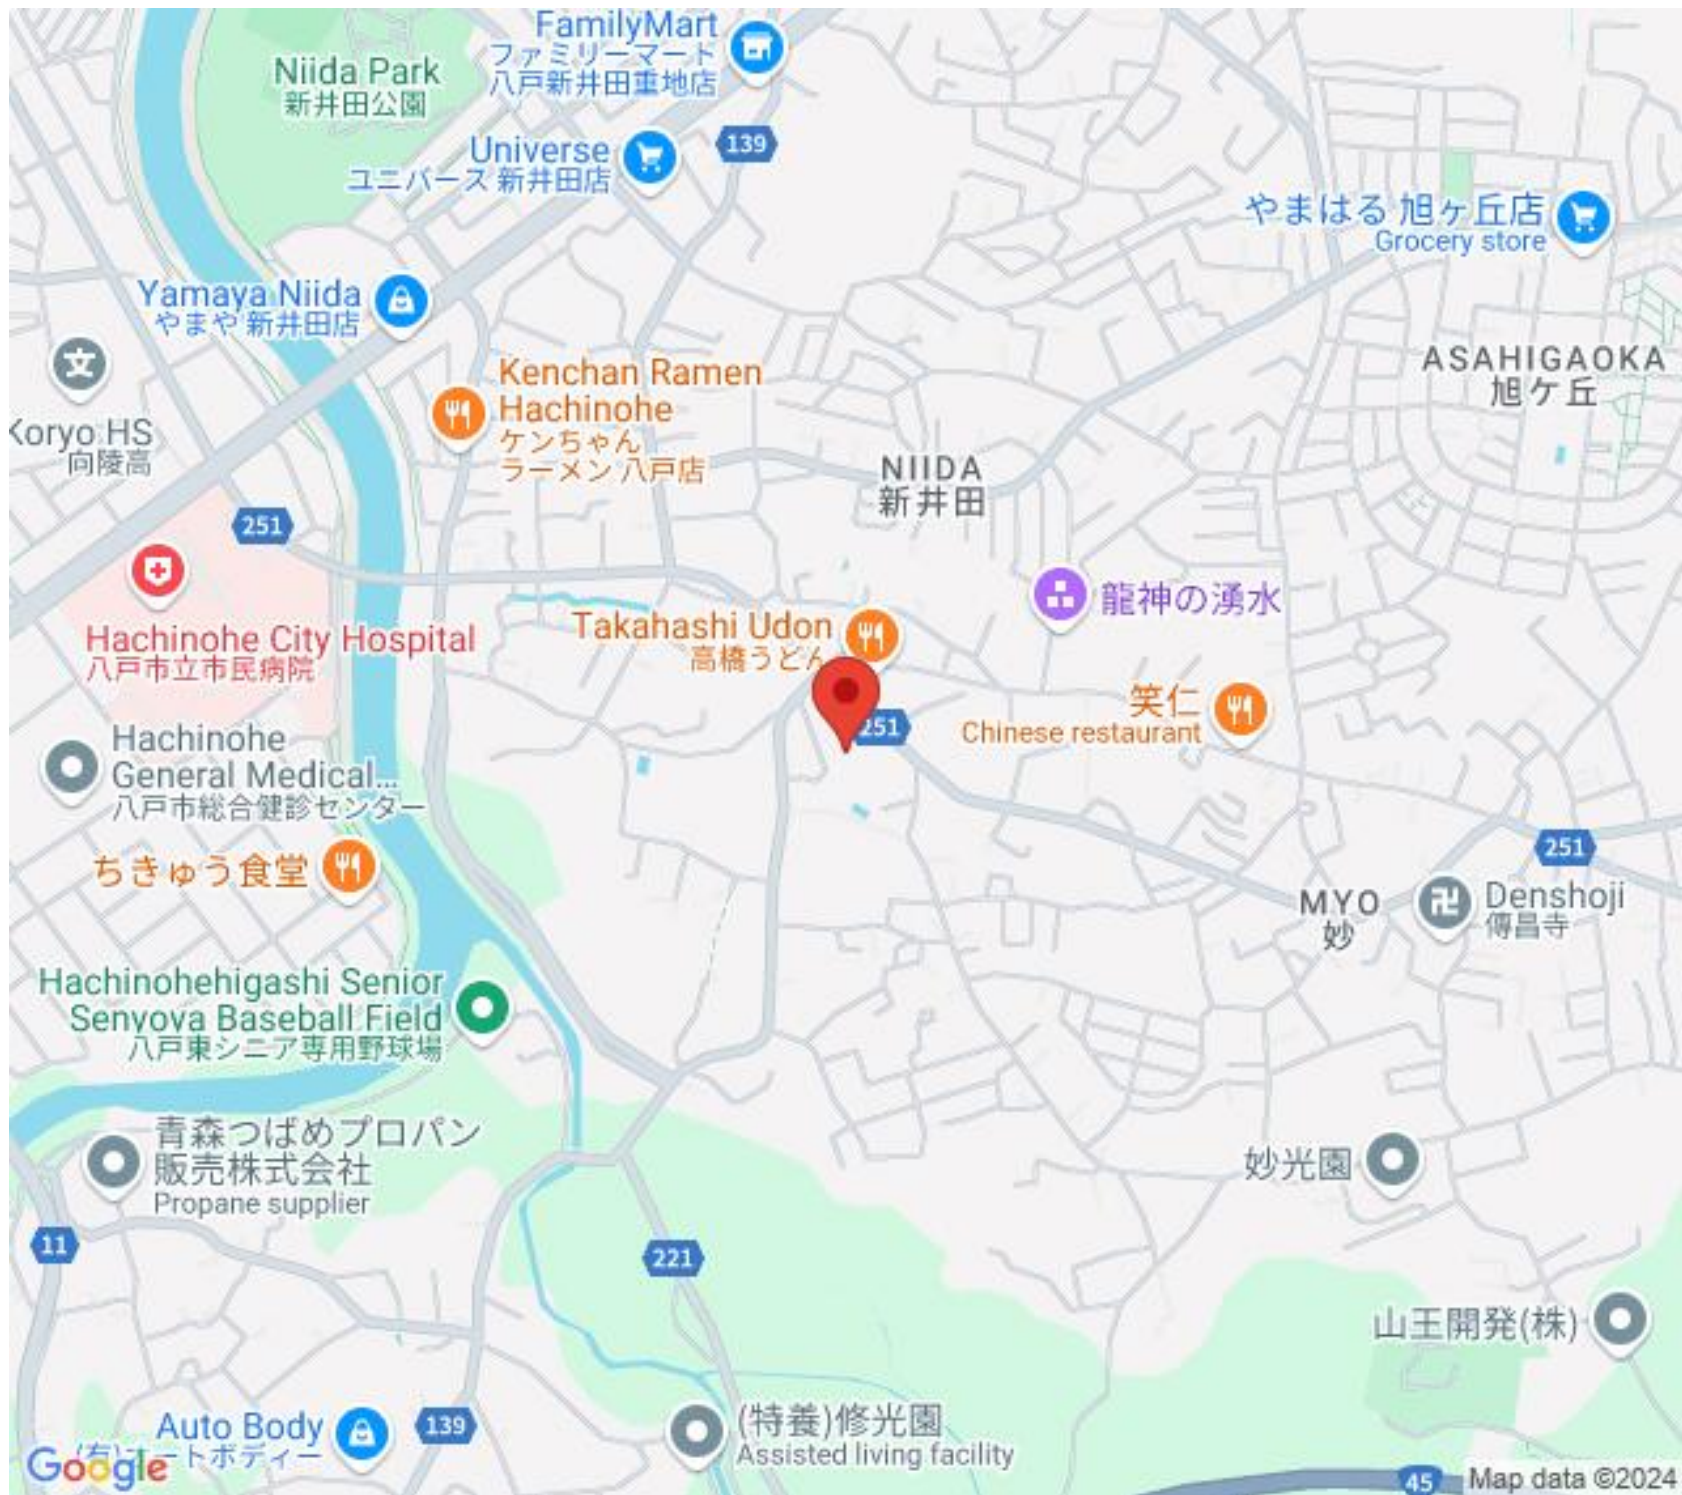 FamilyMart
ファミリーマート
八戸新井田重地店
Niida Park
新井田公園
139
Universe
ユニバース 新井田店
やまはる 旭ヶ丘店
Grocery store
Yamaya Niida
やまや 新井田店
ASAHIGAOKA
旭ケ丘
Kenchan Ramen
Hachinohe
ケンちゃん
ラーメン 八戸店
Koryo HS
向陵高
NIIDA
新井田
251
龍神の湧水
Takahashi Udon
高橋うどん
Hachinohe City Hospital
八戸市立市民病院
笑仁
Chinese restaurant
251
Hachinohe
General Medical...
八戸市総合健診センター
251
ちきゅう食堂
MYO
妙
Denshoji
傳昌寺
Hachinohehigashi Senior
Senyova Baseball Field
八戸東シニア専用野球場
青森つばめプロパン
販売株式会社
Propane supplier
妙光園
11
221
山王開発(株)
Auto Body
(有)オートボディー
139
(特養)修光園
Assisted living facility
Google
45
Map data ©2024